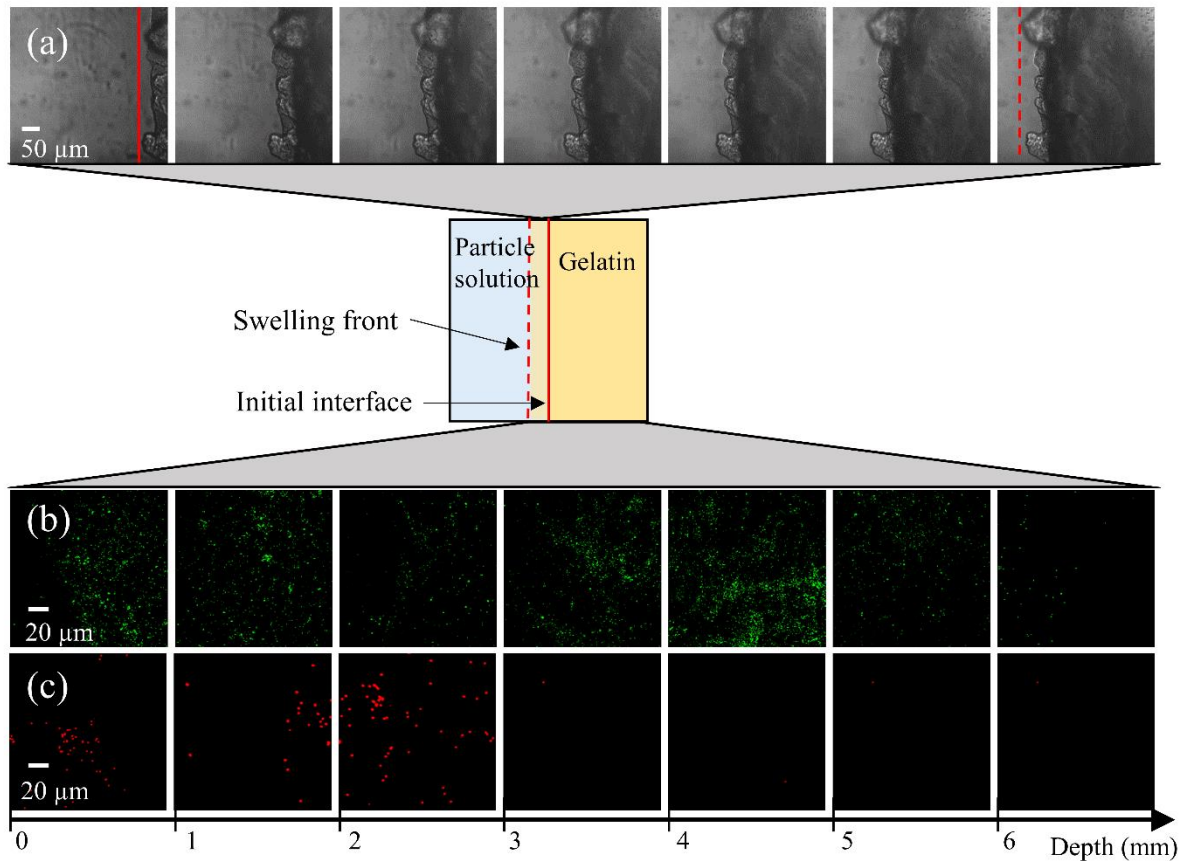 (a)
50 µm
Particle
solution
Gelatin
Swelling front
Initial interface
(b)
20 µm
(c)
20 µm
0 1 2 3 4 5 6
Depth (mm)